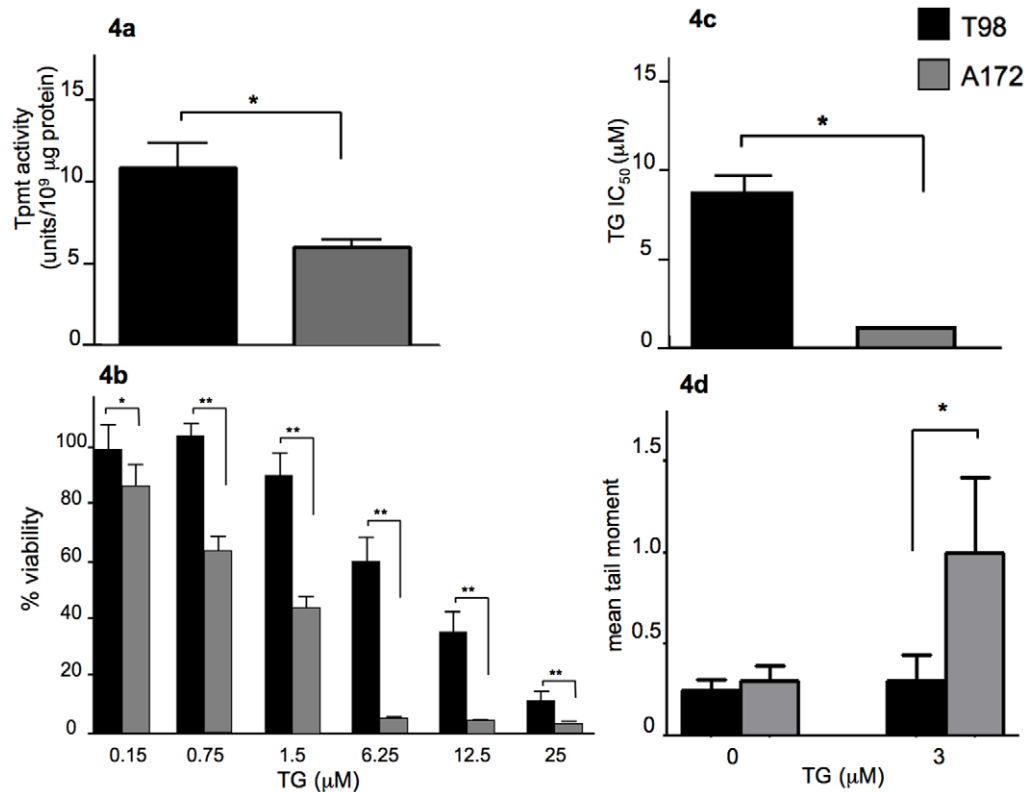 4a
Tpmt activity
(units/10⁹ μg protein)
15
10
5
0
*
4c
T98
A172
TG IC₅₀ (μM)
15
10
5
0
*
4b
% viability
100
80
60
40
20
0
*
**
**
**
**
**
0.15 0.75 1.5 6.25 12.5 25
TG (μM)
4d
mean tail moment
1.5
1.0
0.5
0
*
0 3
TG (μM)